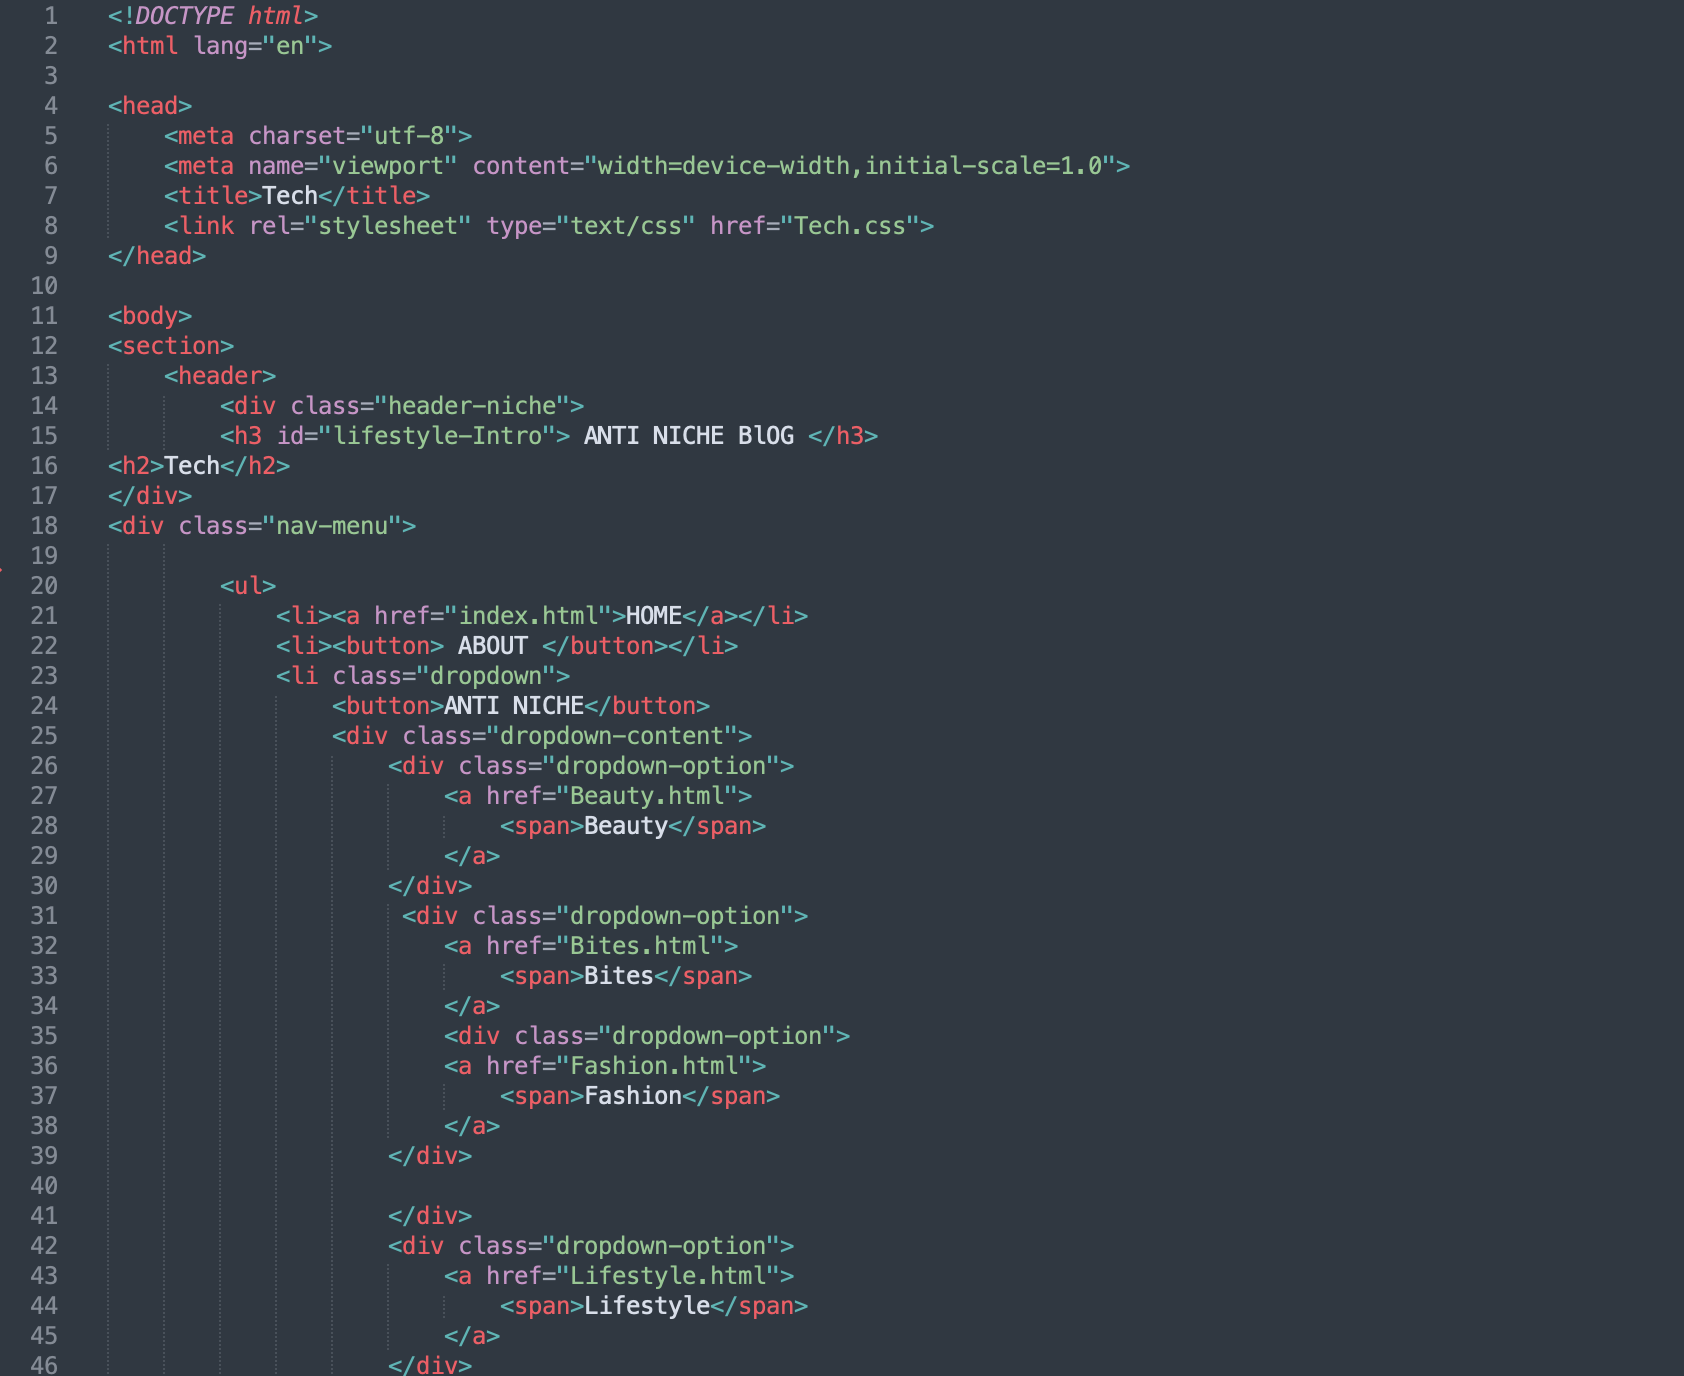 1 <!DOCTYPE html>
2 <html lang="en">
3
4 <head>
5     <meta charset="utf-8">
6     <meta name="viewport" content="width=device-width,initial-scale=1.0">
7     <title>Tech</title>
8     <link rel="stylesheet" type="text/css" href="Tech.css">
9 </head>
10
11 <body>
12 <section>
13     <header>
14         <div class="header-niche">
15         <h3 id="lifestyle-Intro"> ANTI NICHE BlOG </h3>
16 <h2>Tech</h2>
17 </div>
18 <div class="nav-menu">
19
20         <ul>
21             <li><a href="index.html">HOME</a></li>
22             <li><button> ABOUT </button></li>
23             <li class="dropdown">
24                 <button>ANTI NICHE</button>
25                 <div class="dropdown-content">
26                     <div class="dropdown-option">
27                         <a href="Beauty.html">
28                             <span>Beauty</span>
29                         </a>
30                     </div>
31                      <div class="dropdown-option">
32                         <a href="Bites.html">
33                             <span>Bites</span>
34                         </a>
35                         <div class="dropdown-option">
36                         <a href="Fashion.html">
37                             <span>Fashion</span>
38                         </a>
39                     </div>
40
41                     </div>
42                     <div class="dropdown-option">
43                         <a href="Lifestyle.html">
44                             <span>Lifestyle</span>
45                         </a>
46                     </div>